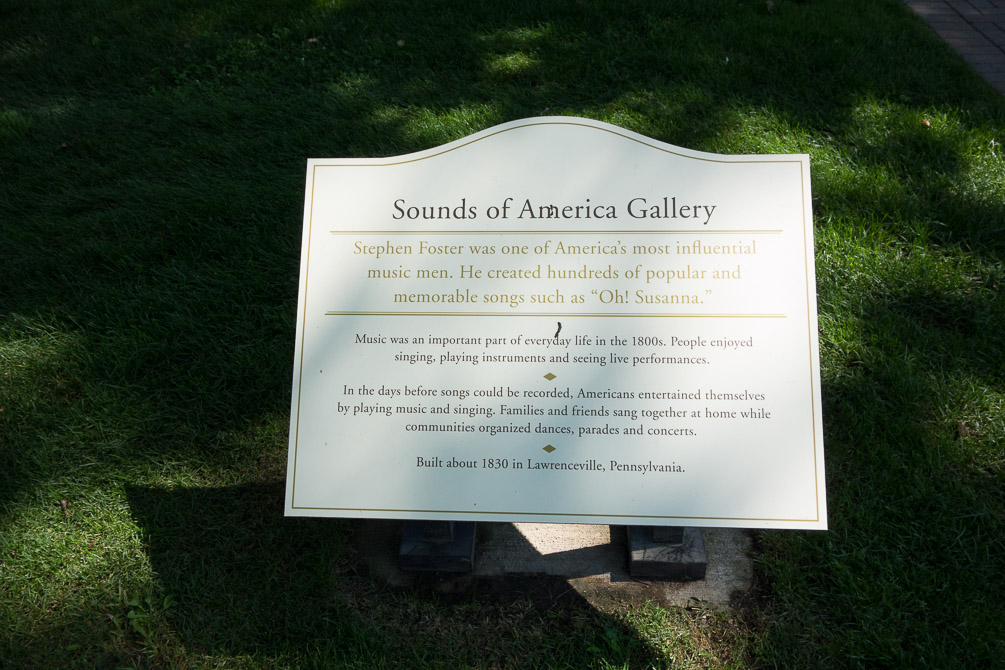 Sounds of America Gallery
Stephen Foster was one of America's most influential
music men. He created hundreds of popular and
memorable songs such as “Oh! Susanna.”
Music was an important part of everyday life in the 1800s. People enjoyed
singing, playing instruments and seeing live performances.
In the days before songs could be recorded, Americans entertained themselves
by playing music and singing. Families and friends sang together at home while
communities organized dances, parades and concerts.
Built about 1830 in Lawrenceville, Pennsylvania.